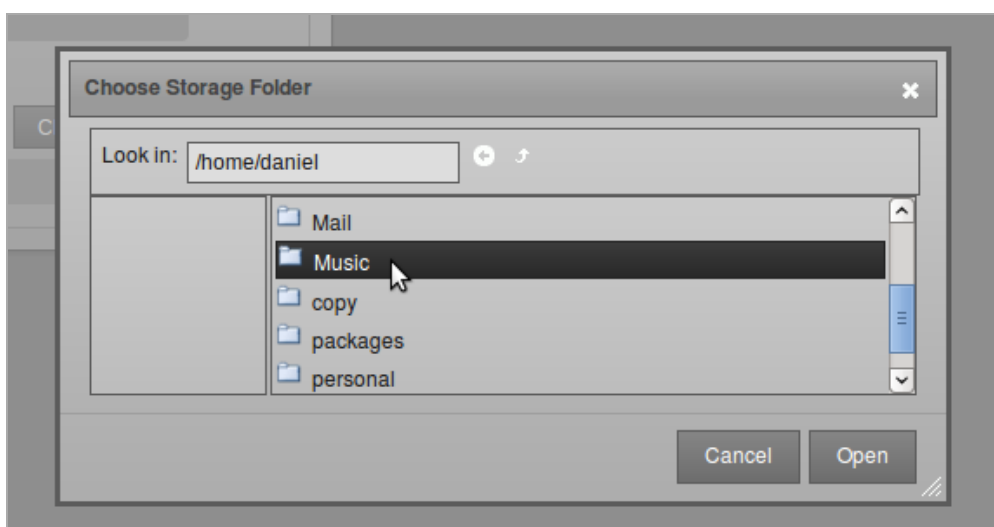 Choose Storage Folder
C
Look in: /home/daniel
Mail
Music
copy
packages
personal
Cancel Open